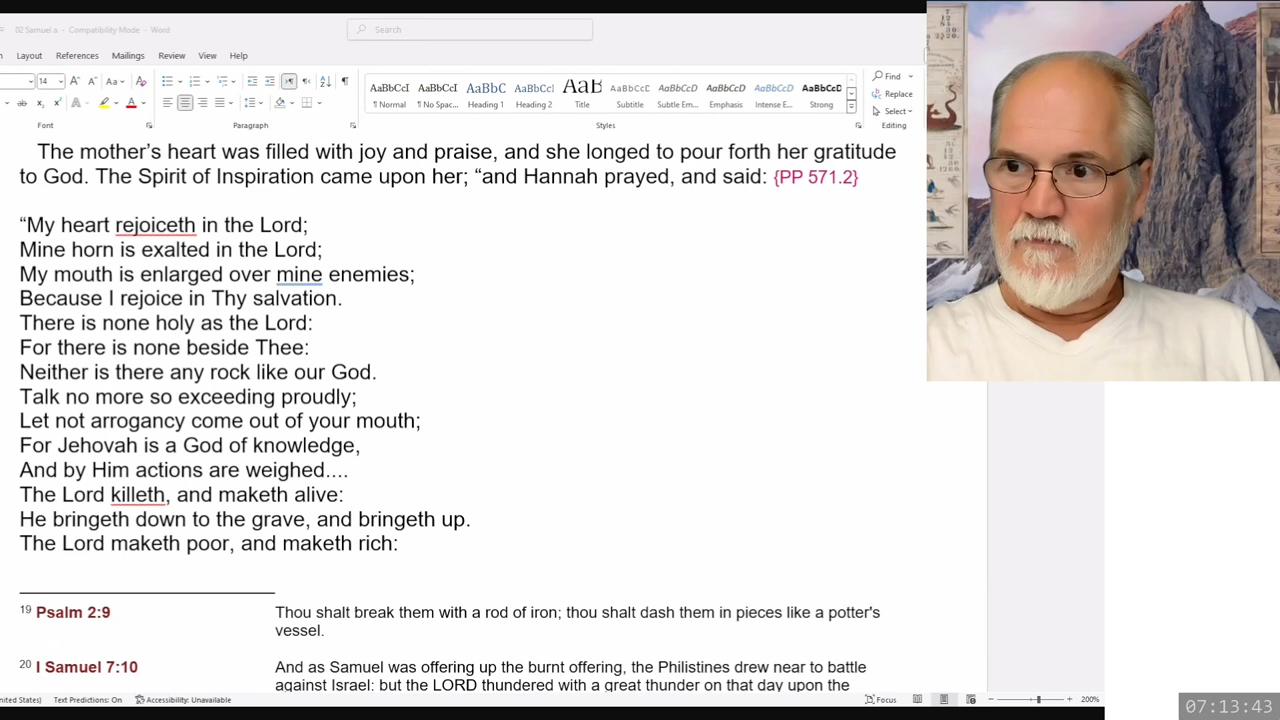 02 Samuel a - Compatibility Mode - Word
Search
Layout References Mailings Review View Help
14
Aa
Find
Replace
Select
AaBbCcI AaBbCcI AaBbC AaBbCcI AaB AaBbCcD AaBbCcD AaBbCcD AaBbCcD AaBbCcD
¶ Normal ¶ No Spac... Heading 1 Heading 2 Title Subtitle Subtle Em... Emphasis Intense E... Strong
Font Paragraph Styles Editing
The mother's heart was filled with joy and praise, and she longed to pour forth her gratitude
to God. The Spirit of Inspiration came upon her; “and Hannah prayed, and said: {PP 571.2}
“My heart rejoiceth in the Lord;
Mine horn is exalted in the Lord;
My mouth is enlarged over mine enemies;
Because I rejoice in Thy salvation.
There is none holy as the Lord:
For there is none beside Thee:
Neither is there any rock like our God.
Talk no more so exceeding proudly;
Let not arrogancy come out of your mouth;
For Jehovah is a God of knowledge,
And by Him actions are weighed....
The Lord killeth, and maketh alive:
He bringeth down to the grave, and bringeth up.
The Lord maketh poor, and maketh rich:
19 Psalm 2:9 Thou shalt break them with a rod of iron; thou shalt dash them in pieces like a potter's
vessel.
20 I Samuel 7:10 And as Samuel was offering up the burnt offering, the Philistines drew near to battle
against Israel: but the LORD thundered with a great thunder on that day upon the
nited States) Text Predictions: On Accessibility: Unavailable Focus 200%
07:13:43